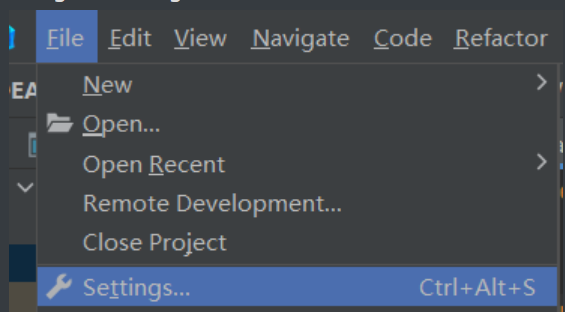 File Edit View Navigate Code Refactor
New
Open...
Open Recent
Remote Development...
Close Project
Settings... Ctrl+Alt+S